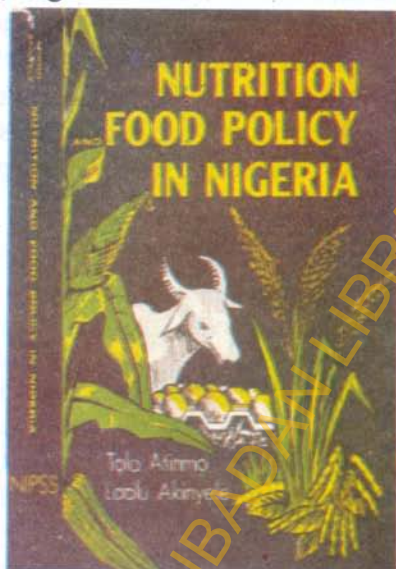 NUTRITION
AND FOOD POLICY
IN NIGERIA
Tola Atinmo
Laolu Akinyele
NIPSS
NUTRITION AND FOOD POLICY IN NIGERIA
IBADAN LIBR